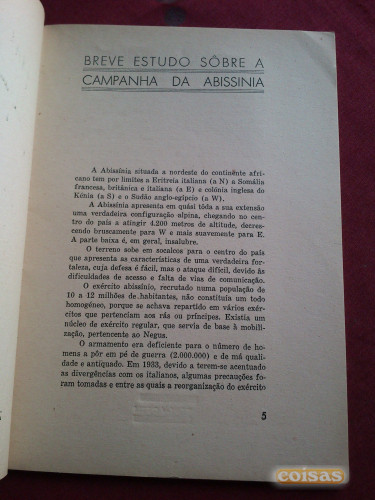 BREVE ESTUDO SÔBRE A
CAMPANHA DA ABISSINIA
A Abissínia situada a nordeste do continente afri-
cano tem por limites a Eritreia italiana (a N) a Somália
francesa, britânica e italiana (a E) e colónia inglesa do
Kénia (a S) e o Sudão anglo-egípcio (a W).
A Abissínia apresenta em quási tôda a sua extensão
uma verdadeira configuração alpina, chegando no cen-
tro do país a atingir 4.200 metros de altitude, decres-
cendo bruscamente para W e mais suavemente para E.
A parte baixa é, em geral, insalubre.
O terreno sobe em socalcos para o centro do país
que apresenta as características de uma verdadeira for-
taleza, cuja defesa é fácil, mas o ataque difícil, devido às
dificuldades de acesso e falta de vias de comunicação.
O exército abissínio, recrutado numa população de
10 a 12 milhões de habitantes, não constituía um todo
homogéneo, porque se achava repartido em vários exérci-
tos que pertenciam aos rás ou príncipes. Existia um
núcleo de exército regular, que servia de base à mobili-
zação, pertencente ao Negus.
O armamento era deficiente para o número de ho-
mens a pôr em pé de guerra (2.000.000) e de má quali-
dade e antiquado. Em 1933, devido a terem-se acentuado
as divergências com os italianos, algumas precauções fo-
ram tomadas e entre as quais a reorganização do exército
5
coisas